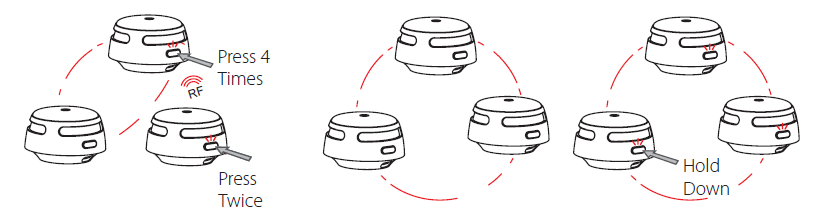 Press 4
Times
RF
Press
Twice
Hold
Down